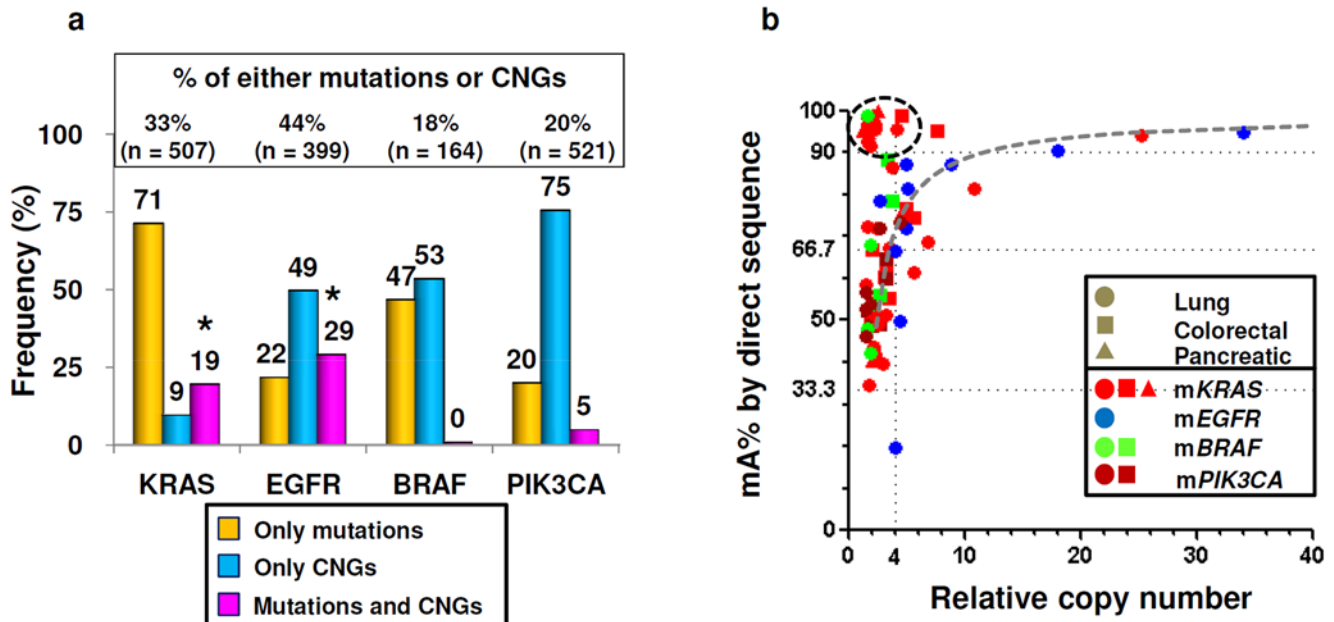 a
% of either mutations or CNGs
33% 44% 18% 20%
(n = 507) (n = 399) (n = 164) (n = 521)
Frequency (%)
100
75
50
25
0
71 9 19 *
22 49 29 *
47 53 0
20 75 5
KRAS EGFR BRAF PIK3CA
Only mutations
Only CNGs
Mutations and CNGs
b
mA% by direct sequence
100
90
66.7
50
33.3
0
0 4 10 20 30 40
Relative copy number
Lung
Colorectal
Pancreatic
mKRAS
mEGFR
mBRAF
mPIK3CA